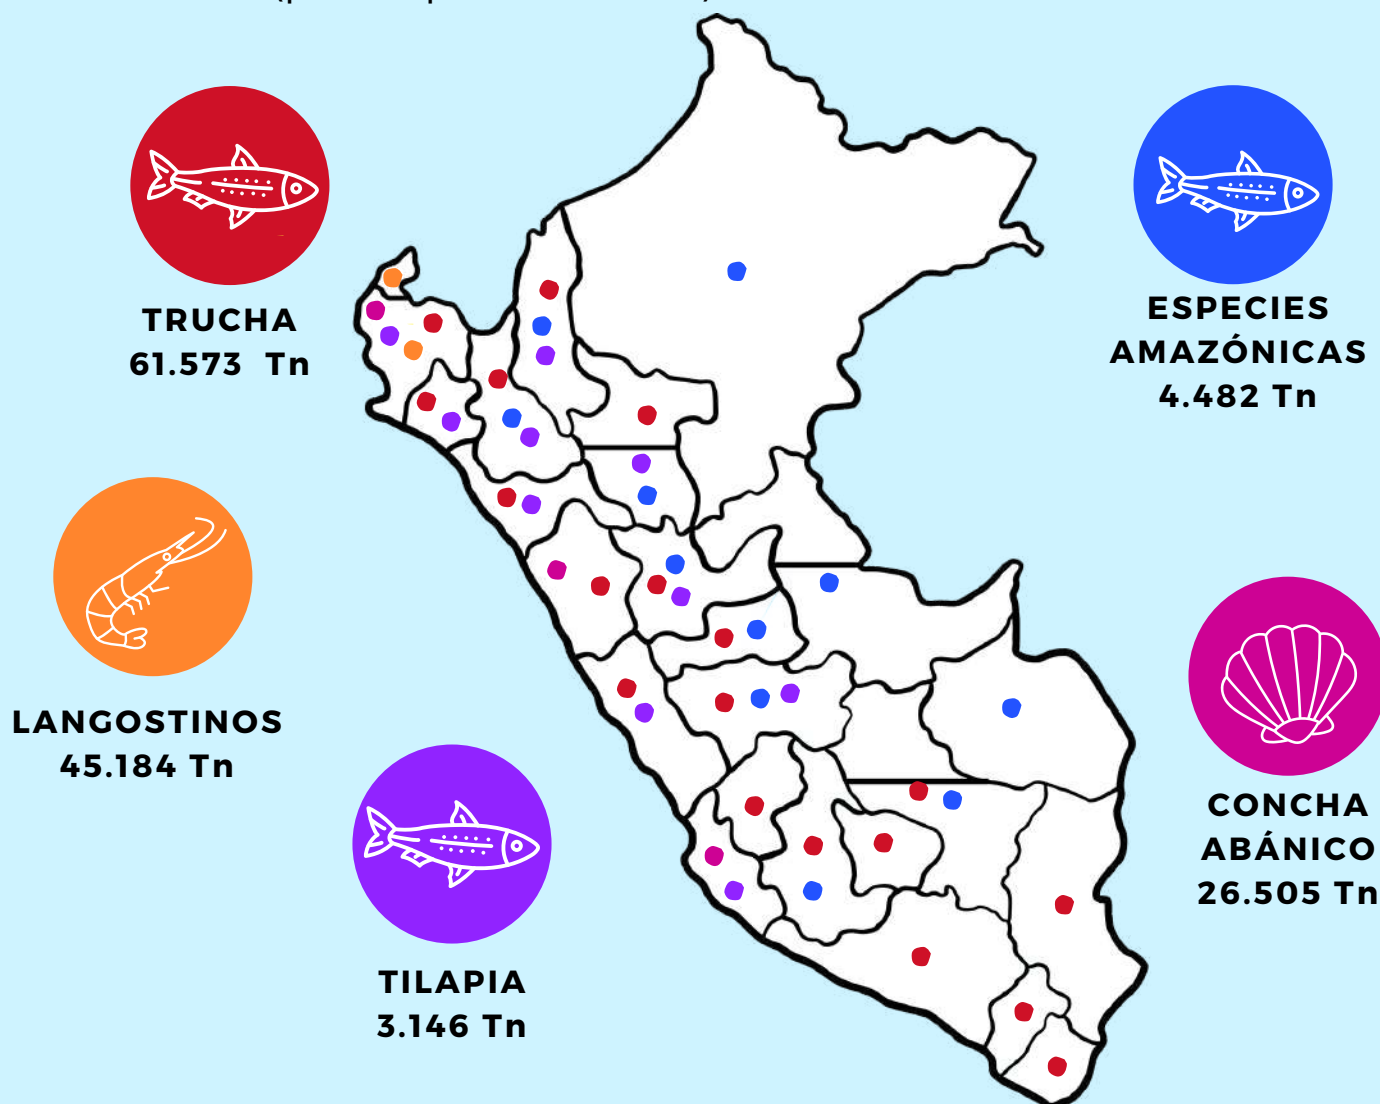 TRUCHA
61.573 Tn
ESPECIES
AMAZÓNICAS
4.482 Tn
LANGOSTINOS
45.184 Tn
CONCHA
ABÁNICO
26.505 Tn
TILAPIA
3.146 Tn